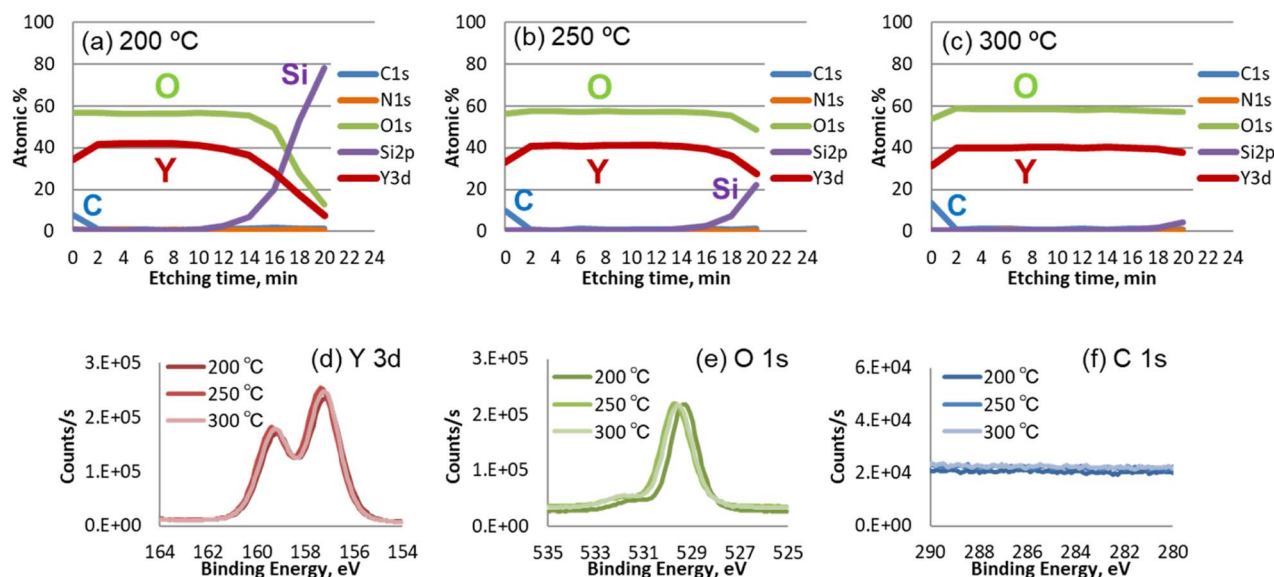 (a) 200 ºC
(b) 250 ºC
(c) 300 ºC
Atomic %
100
80
60
40
20
0
O
Si
Y
C
C1s
N1s
O1s
Si2p
Y3d
0 2 4 6 8 10 12 14 16 18 20 22 24
Etching time, min
Atomic %
100
80
60
40
20
0
O
Si
Y
C
C1s
N1s
O1s
Si2p
Y3d
0 2 4 6 8 10 12 14 16 18 20 22 24
Etching time, min
Atomic %
100
80
60
40
20
0
O
Y
C
C1s
N1s
O1s
Si2p
Y3d
0 2 4 6 8 10 12 14 16 18 20 22 24
Etching time, min
(d) Y 3d
Counts/s
3.E+05
2.E+05
1.E+05
0.E+00
200 ℃
250 ℃
300 ℃
164 162 160 158 156 154
Binding Energy, eV
(e) O 1s
Counts/s
3.E+05
2.E+05
1.E+05
0.E+00
200 ℃
250 ℃
300 ℃
535 533 531 529 527 525
Binding Energy, eV
(f) C 1s
Counts/s
6.E+04
4.E+04
2.E+04
0.E+00
200 ℃
250 ℃
300 ℃
290 288 286 284 282 280
Binding Energy, eV